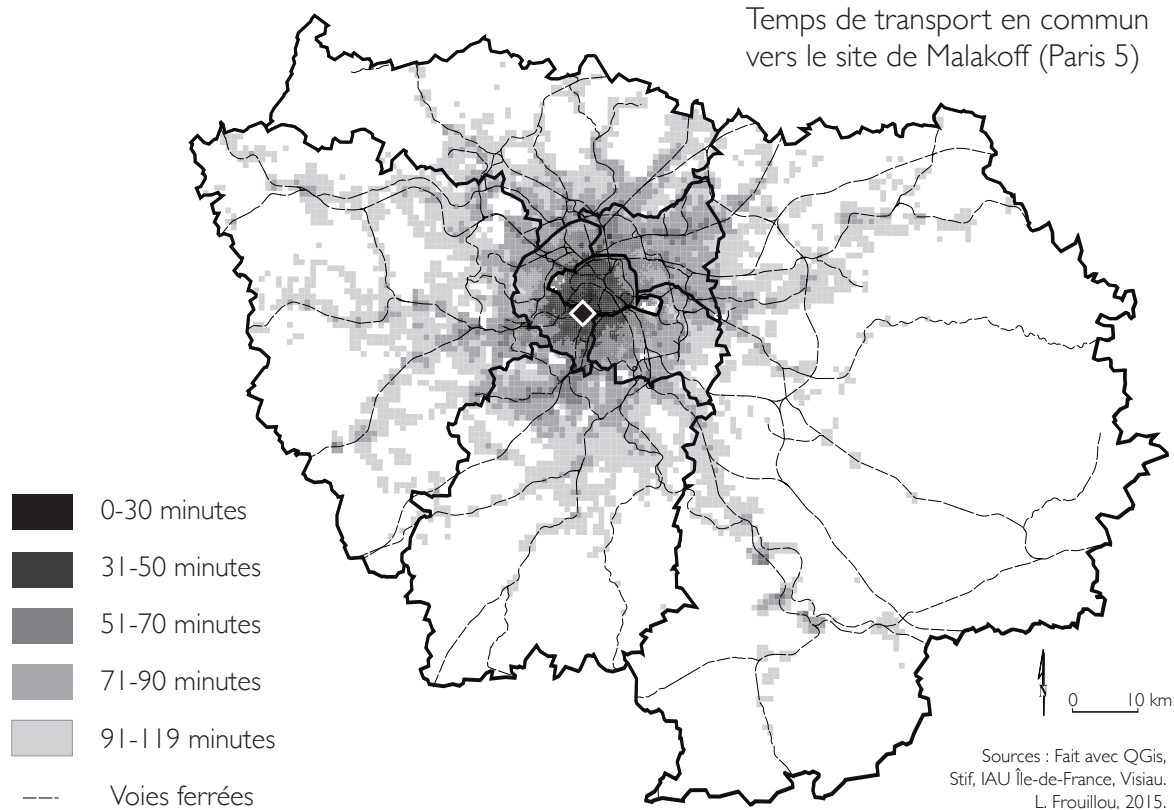 Temps de transport en commun
vers le site de Malakoff (Paris 5)
0-30 minutes
31-50 minutes
51-70 minutes
71-90 minutes
91-119 minutes
Voies ferrées
N
0 10 km
Sources : Fait avec QGis,
Stif, IAU Île-de-France, Visiau.
L. Frouillou, 2015.